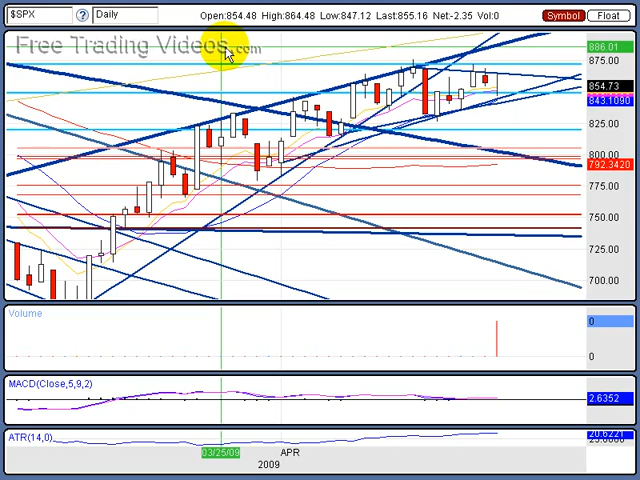 $SPX ? Daily Open:854.48 High:864.48 Low:847.12 Last:855.16 Net-2.35 Vol:0 Symbol Float
Free Trading Videos.com
886.01
875.00
854.73
843.1090
825.00
800.00
792.3420
775.00
750.00
725.00
700.00
Volume
0
0
MACD(Close,5,9,2)
2.6352
ATR(14,0)
20.6221
03/25/09 APR
2009